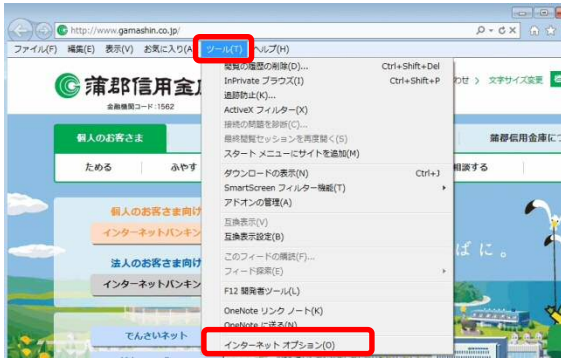 http://www.gamashin.co.jp/
ファイル(F) 編集(E) 表示(V) お気に入り(A) ツール(T) ヘルプ(H)
閲覧の履歴の削除(D)... Ctrl+Shift+Del
InPrivate ブラウズ(I) Ctrl+Shift+P
追跡防止(K)...
ActiveX フィルター(X)
接続の問題を診断(C)...
最終閲覧セッションを再度開く(S)
スタート メニューにサイトを追加(M)
ダウンロードの表示(N) Ctrl+J
SmartScreen フィルター機能(T)
アドオンの管理(A)
互換表示(V)
互換表示設定(B)
このフィードの購読(F)...
フィード探索(E)
F12 開発者ツール(L)
OneNote リンク ノート(K)
OneNote に送る(N)
インターネット オプション(O)
蒲郡信用金
金融機関コード:1562
わせ > 文字サイズ変更
個人のお客さま
蒲郡信用金庫につ
ためる ふやす
相談する
個人のお客さま向け
インターネットバンキン
法人のお客さま向け
インターネットバンキン
でんさいネット
ばに。